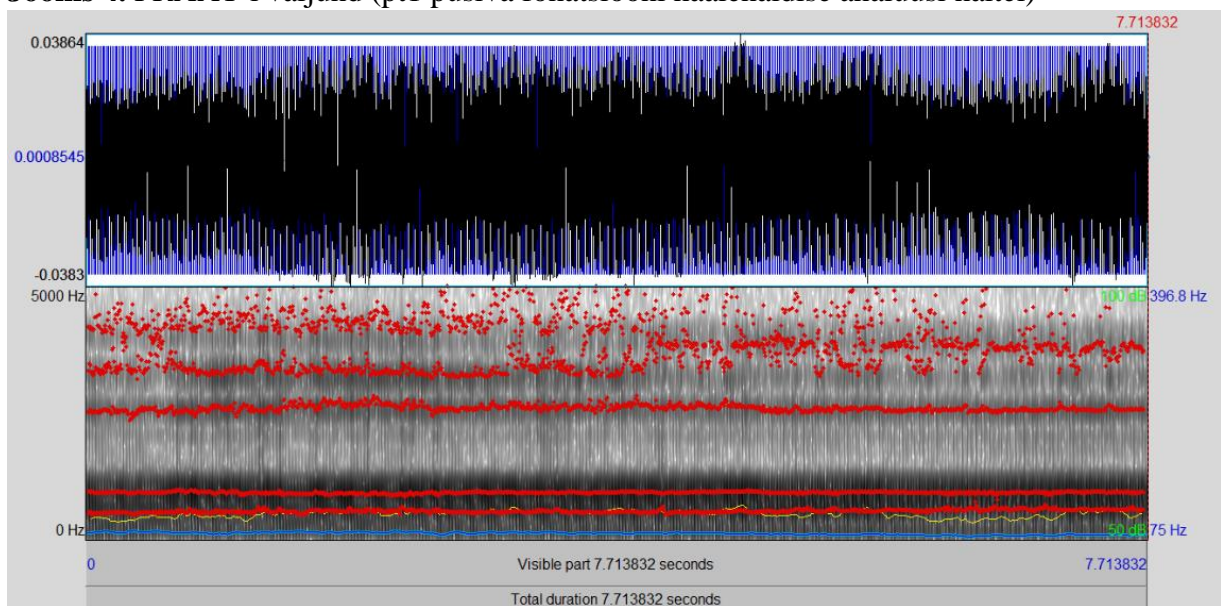 7.713832
0.03864
0.0008545
-0.0383
5000 Hz
100 dB 396.8 Hz
0 Hz
50 dB 75 Hz
0 Visible part 7.713832 seconds 7.713832
Total duration 7.713832 seconds